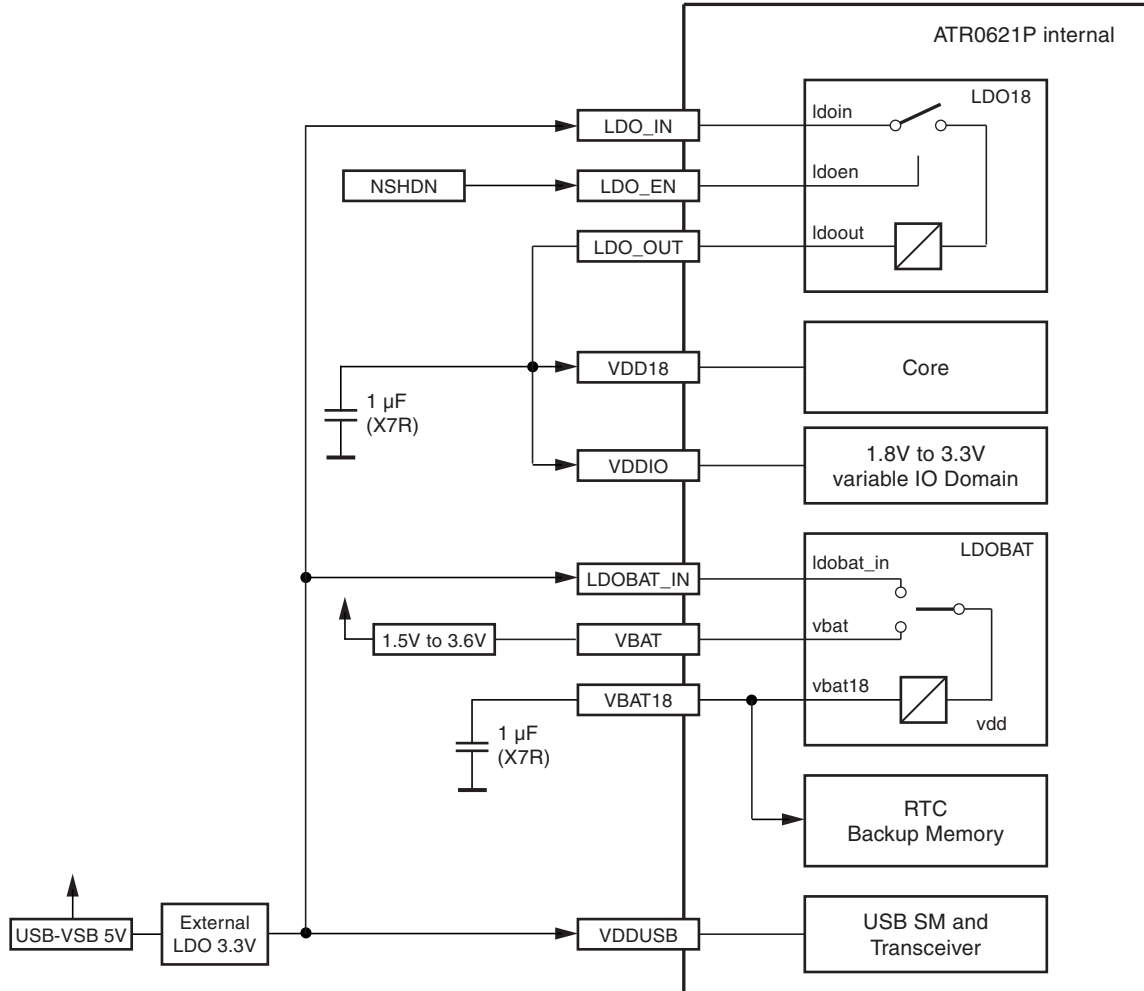 ATR0621P internal
LDO18
LDO_IN
ldoin
NSHDN
LDO_EN
ldoen
LDO_OUT
ldoout
VDD18
Core
1 µF
(X7R)
VDDIO
1.8V to 3.3V
variable IO Domain
LDOBAT
LDOBAT_IN
ldobat_in
1.5V to 3.6V
VBAT
vbat
VBAT18
vbat18
vdd
1 µF
(X7R)
RTC
Backup Memory
USB-VSB 5V
External
LDO 3.3V
VDDUSB
USB SM and
Transceiver